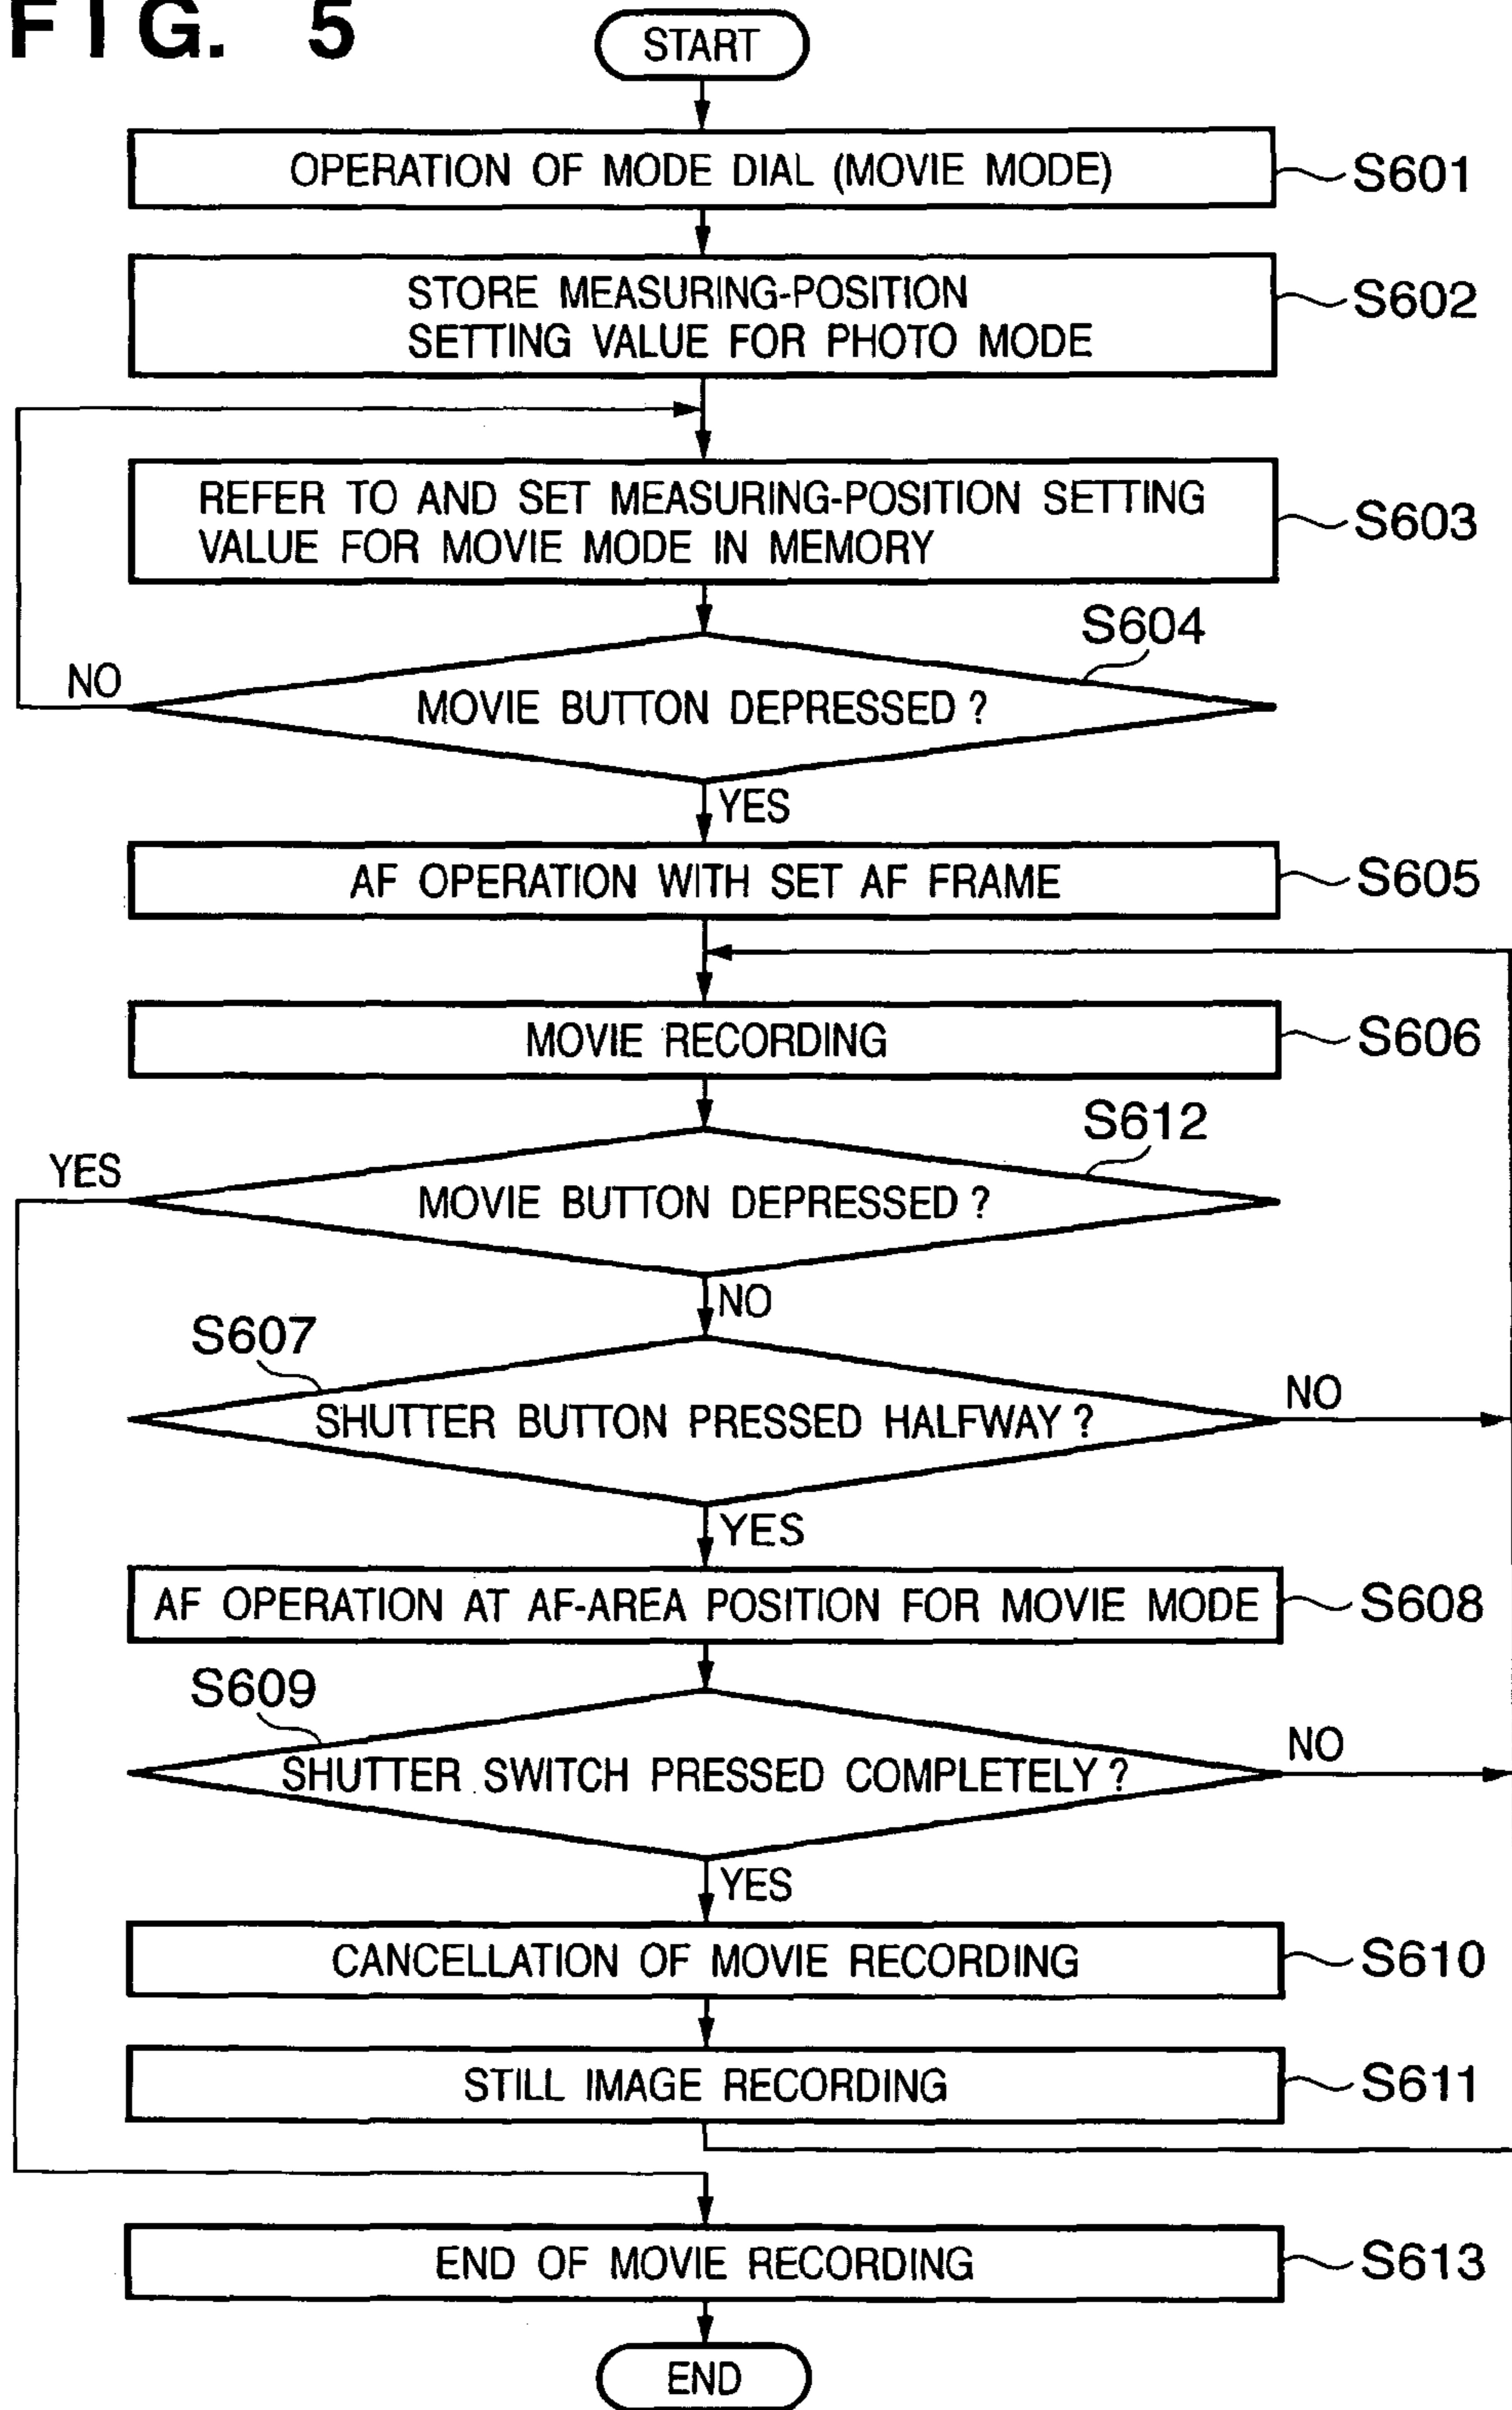 FIG. 5
START
OPERATION OF MODE DIAL (MOVIE MODE)
S601
STORE MEASURING-POSITION
SETTING VALUE FOR PHOTO MODE
S602
REFER TO AND SET MEASURING-POSITION SETTING
VALUE FOR MOVIE MODE IN MEMORY
S603
S604
NO
MOVIE BUTTON DEPRESSED ?
YES
AF OPERATION WITH SET AF FRAME
S605
MOVIE RECORDING
S606
S612
YES
MOVIE BUTTON DEPRESSED ?
NO
S607
SHUTTER BUTTON PRESSED HALFWAY ?
NO
YES
AF OPERATION AT AF-AREA POSITION FOR MOVIE MODE
S608
S609
SHUTTER SWITCH PRESSED COMPLETELY ?
NO
YES
CANCELLATION OF MOVIE RECORDING
S610
STILL IMAGE RECORDING
S611
END OF MOVIE RECORDING
S613
END